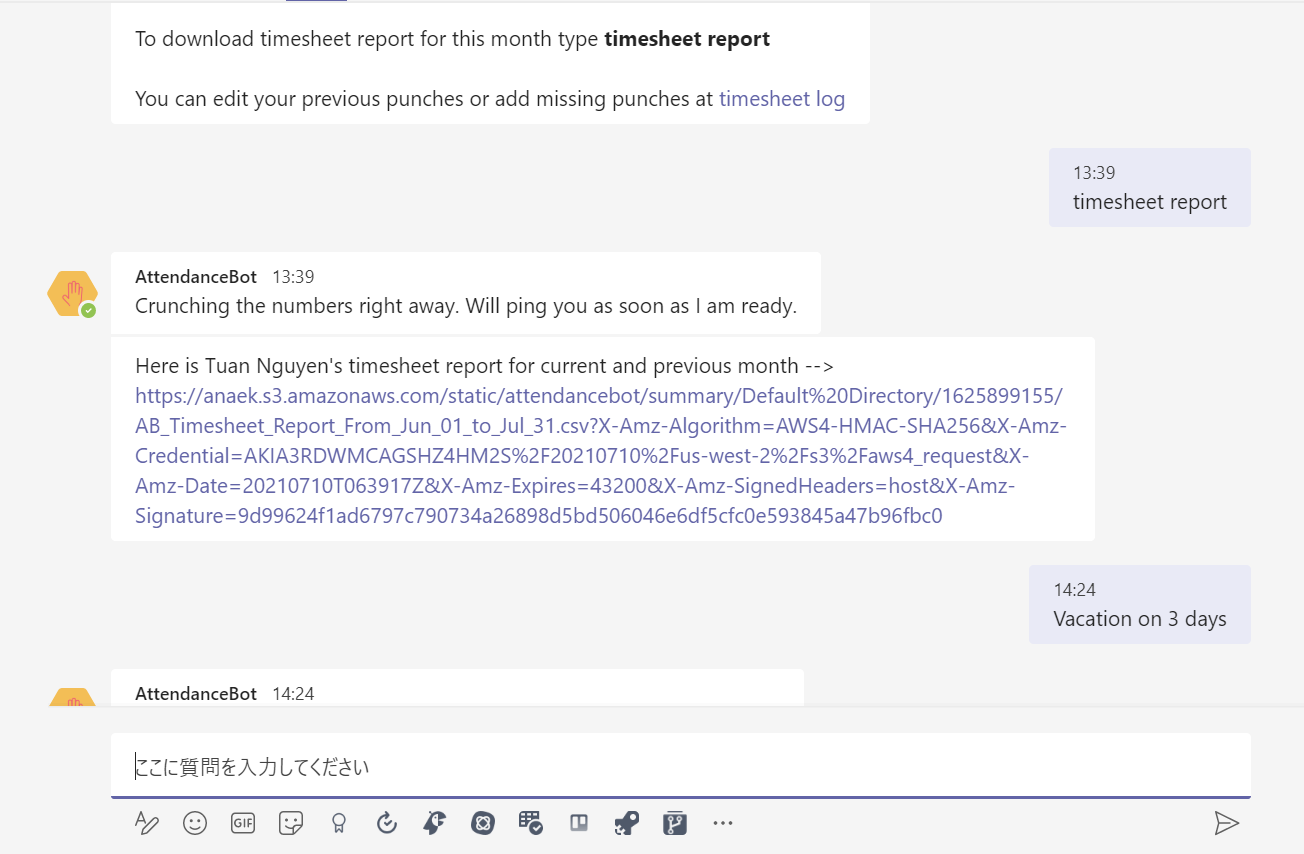 To download timesheet report for this month type timesheet report
You can edit your previous punches or add missing punches at timesheet log
13:39
timesheet report
AttendanceBot 13:39
Crunching the numbers right away. Will ping you as soon as I am ready.
Here is Tuan Nguyen's timesheet report for current and previous month -->
https://anaek.s3.amazonaws.com/static/attendancebot/summary/Default%20Directory/1625899155/
AB_Timesheet_Report_From_Jun_01_to_Jul_31.csv?X-Amz-Algorithm=AWS4-HMAC-SHA256&X-Amz-
Credential=AKIA3RDWMCAGSHZ4HM2S%2F20210710%2Fus-west-2%2Fs3%2Faws4_request&X-
Amz-Date=20210710T063917Z&X-Amz-Expires=43200&X-Amz-SignedHeaders=host&X-Amz-
Signature=9d99624f1ad6797c790734a26898d5bd506046e6df5cfc0e593845a47b96fbc0
14:24
Vacation on 3 days
AttendanceBot 14:24
ここに質問を入力してください
GIF